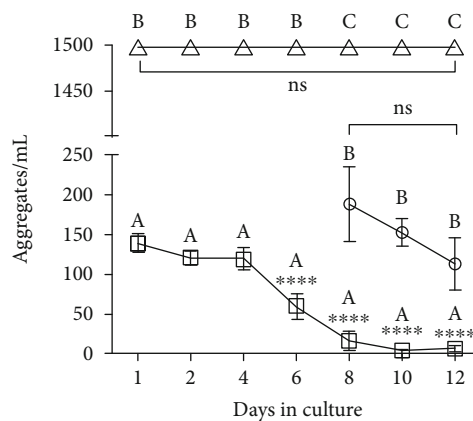 B B B B C C C
1500
1450
ns
ns
250
200
150
100
50
0
Aggregates/mL
B
B
B
A
A
A
A
****
A
****
A
****
A
****
1 2 4 6 8 10 12
Days in culture